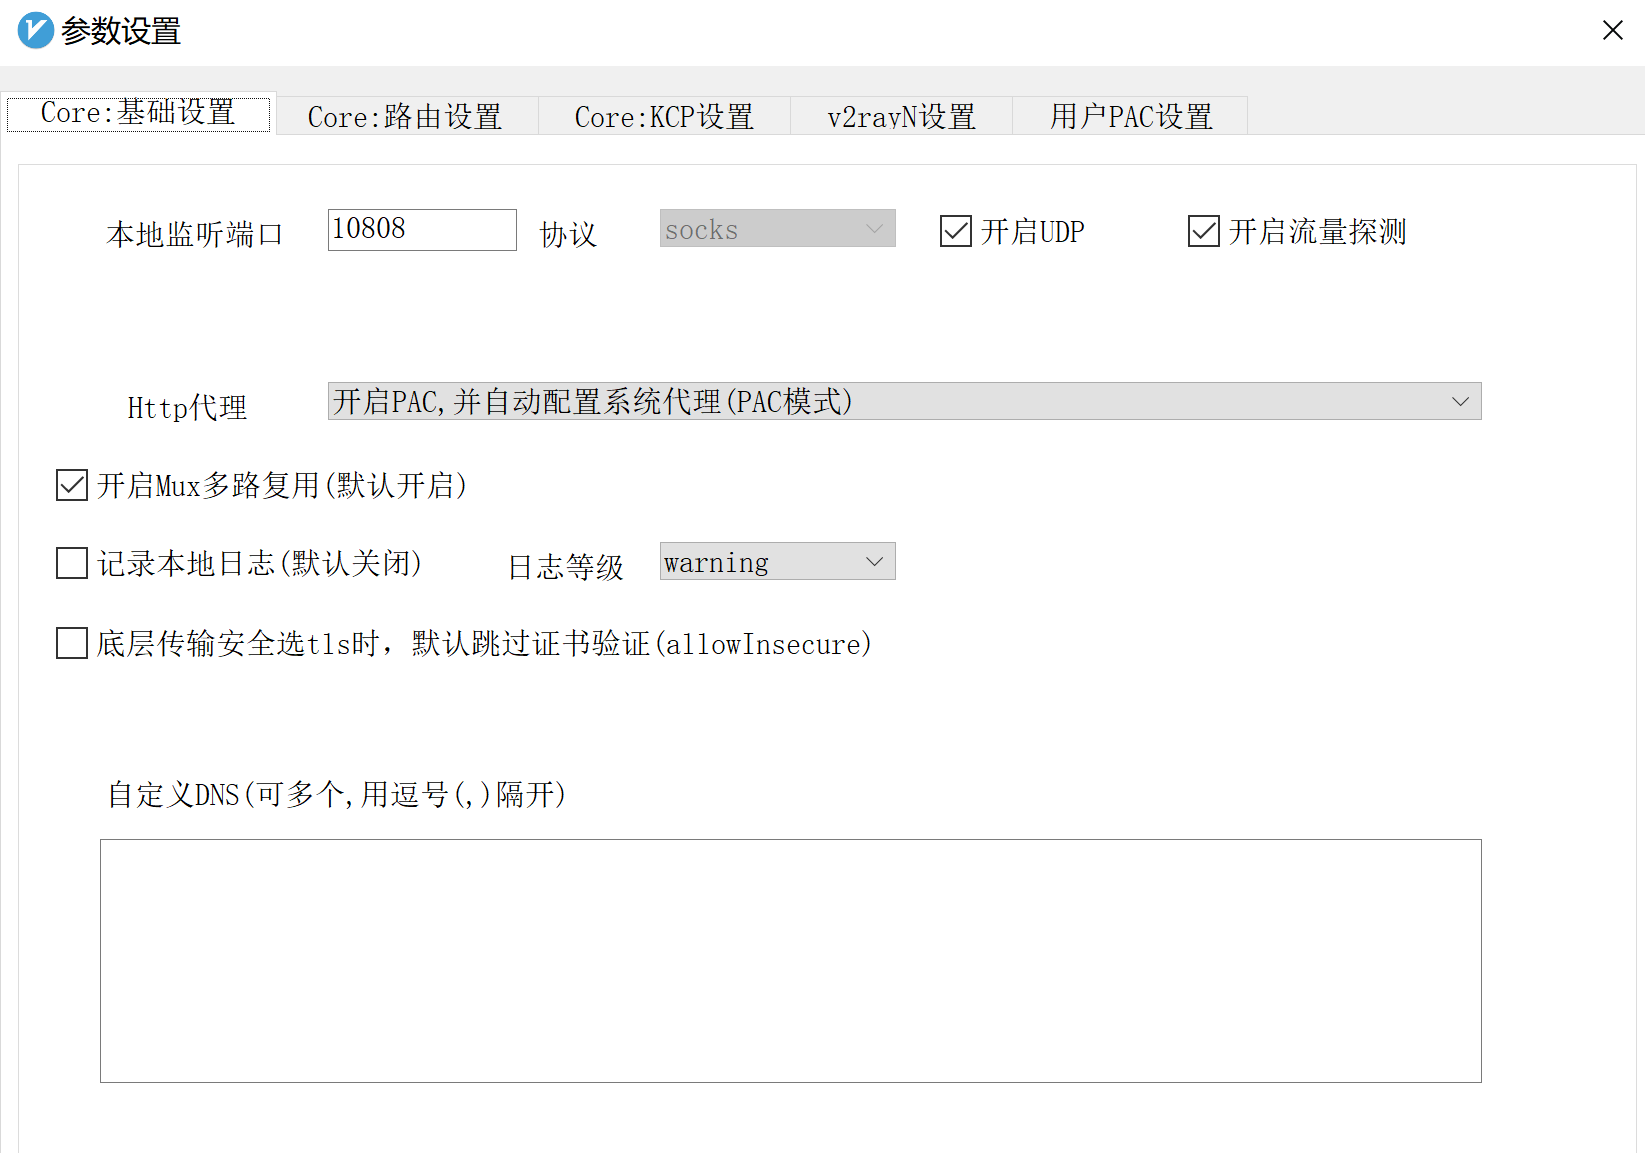 参数设置
Core:基础设置 Core:路由设置 Core:KCP设置 v2rayN设置 用户PAC设置
本地监听端口 10808 协议 socks 开启UDP 开启流量探测
Http代理 开启PAC,并自动配置系统代理(PAC模式)
开启Mux多路复用(默认开启)
记录本地日志(默认关闭) 日志等级 warning
底层传输安全选tls时，默认跳过证书验证(allowInsecure)
自定义DNS(可多个,用逗号(,)隔开)